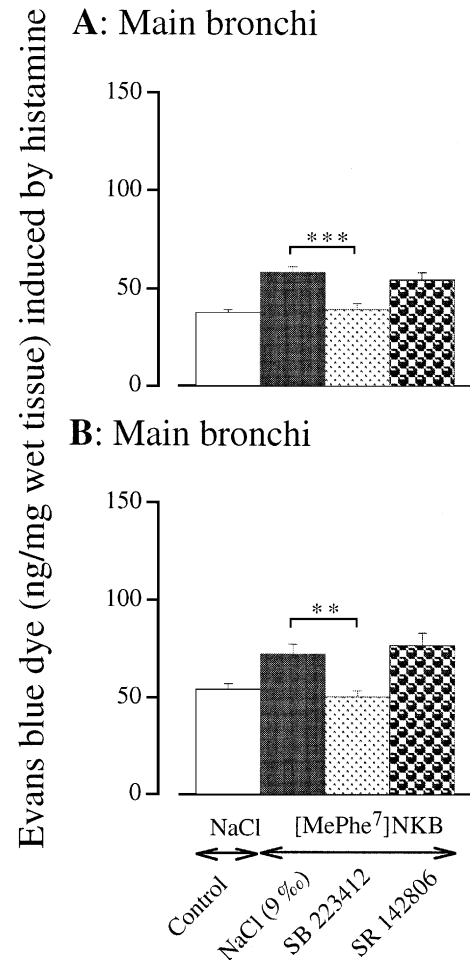 A: Main bronchi
Evans blue dye (ng/mg wet tissue) induced by histamine
150
100
50
0
***
B: Main bronchi
150
100
50
0
**
NaCl
[MePhe⁷]NKB
Control
NaCl (9 ‰)
SB 223412
SR 142806